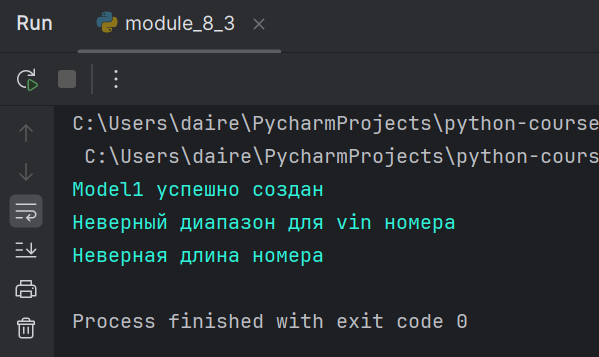 Run module_8_3
C:\Users\daire\PycharmProjects\python-course
C:\Users\daire\PycharmProjects\python-cours
Model1 успешно создан
Неверный диапазон для vin номера
Неверная длина номера
Process finished with exit code 0